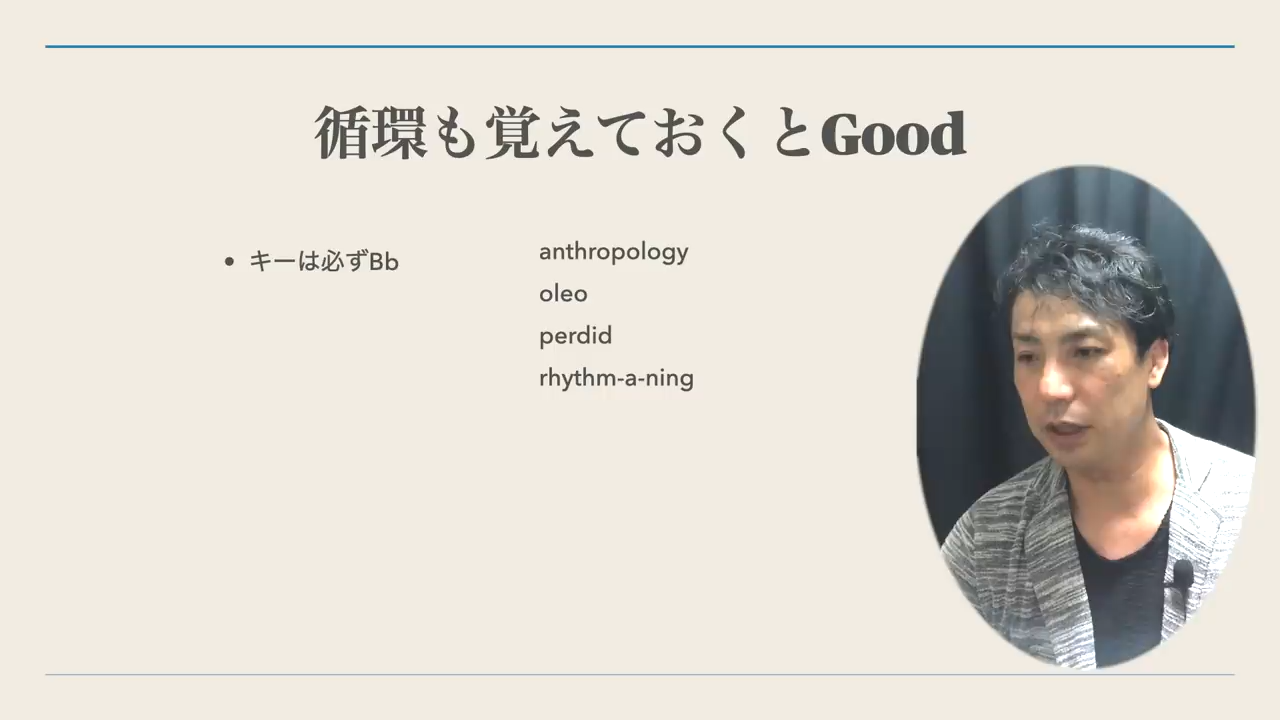 循環も覚えておくとGood
• キーは必ずBb
anthropology
oleo
perdid
rhythm-a-ning